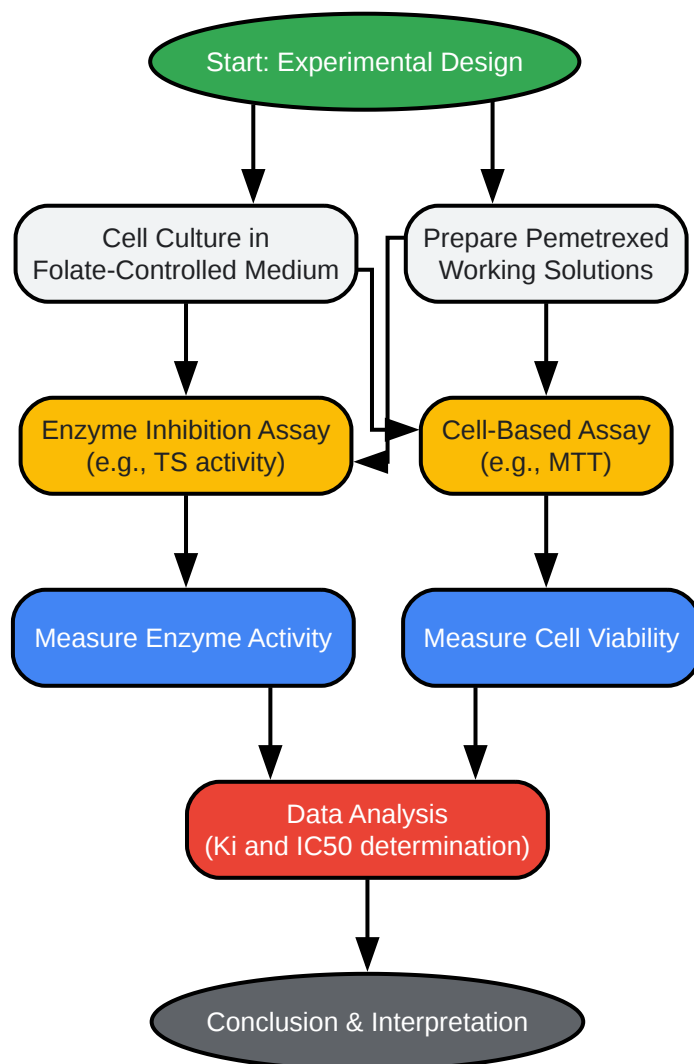 Start: Experimental Design
Cell Culture in
Folate-Controlled Medium
Prepare Pemetrexed
Working Solutions
Enzyme Inhibition Assay
(e.g., TS activity)
Cell-Based Assay
(e.g., MTT)
Measure Enzyme Activity
Measure Cell Viability
Data Analysis
(Ki and IC50 determination)
Conclusion & Interpretation